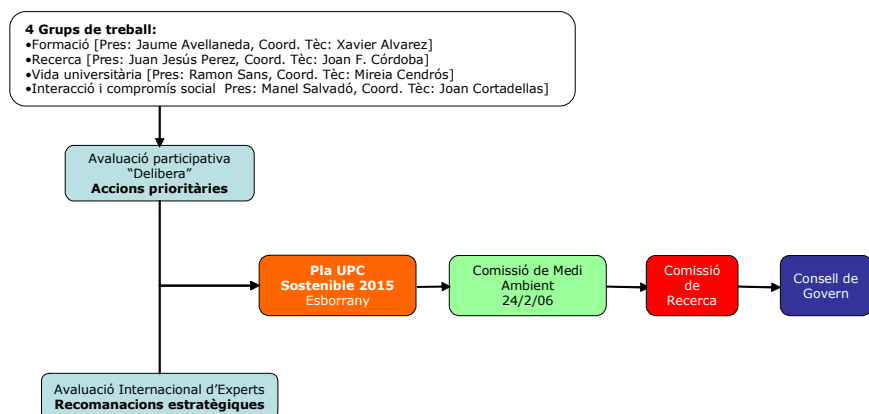 4 Grups de treball:
•Formació [Pres: Jaume Avellaneda, Coord. Tèc: Xavier Alvarez]
•Recerca [Pres: Juan Jesús Perez, Coord. Tèc: Joan F. Córdoba]
•Vida universitària [Pres: Ramon Sans, Coord. Tèc: Mireia Cendrós]
•Interacció i compromís social  Pres: Manel Salvadó, Coord. Tèc: Joan Cortadellas]
Avaluació participativa
“Delibera”
Accions prioritàries
Pla UPC
Sostenible 2015
Esborrany
Comissió de Medi
Ambient
24/2/06
Comissió
de
Recerca
Consell de
Govern
Avaluació Internacional d’Experts
Recomanacions estratègiques